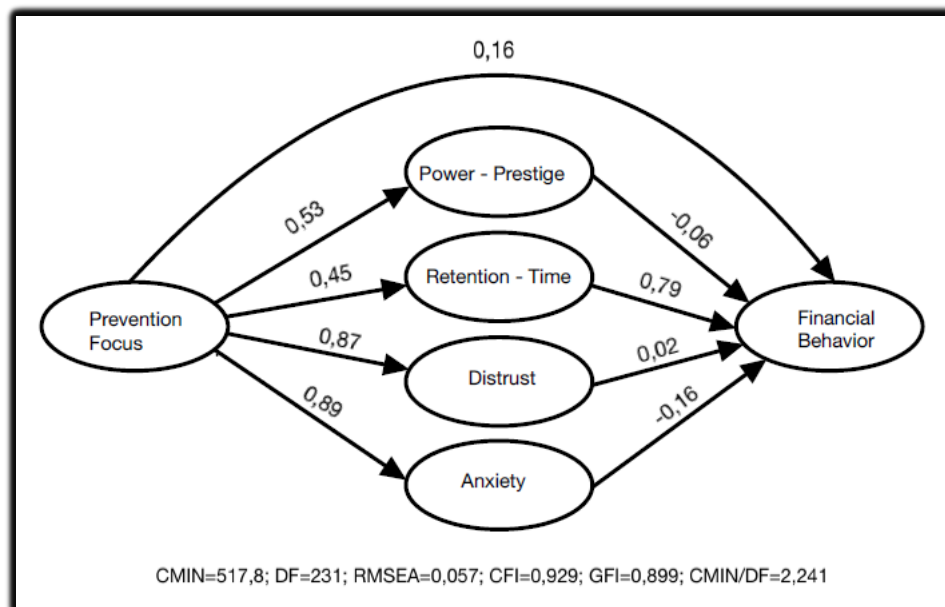 0,16
Power - Prestige
0,53
-0,06
Retention - Time
0,45
0,79
Prevention
Focus
Financial
Behavior
0,87
0,02
Distrust
0,89
-0,16
Anxiety
CMIN=517,8; DF=231; RMSEA=0,057; CFI=0,929; GFI=0,899; CMIN/DF=2,241